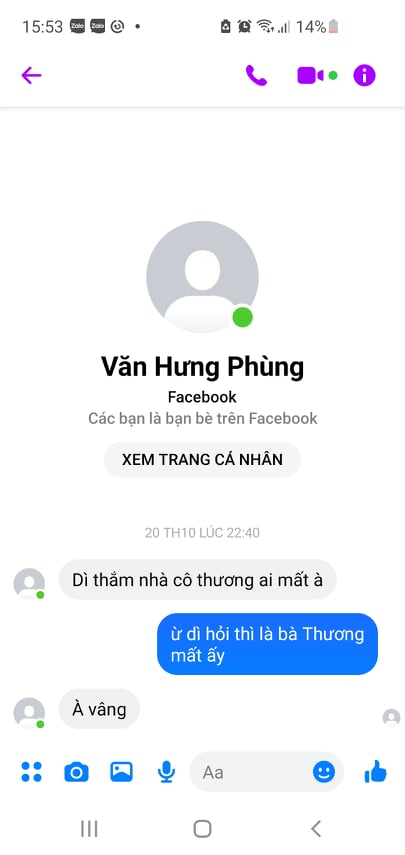 15:53 Zalo Zalo 14%
Văn Hưng Phùng
Facebook
Các bạn là bạn bè trên Facebook
XEM TRANG CÁ NHÂN
20 TH10 LÚC 22:40
Dì thắm nhà cô thương ai mất à
ừ dì hỏi thì là bà Thương
mất ấy
À vâng
Aa